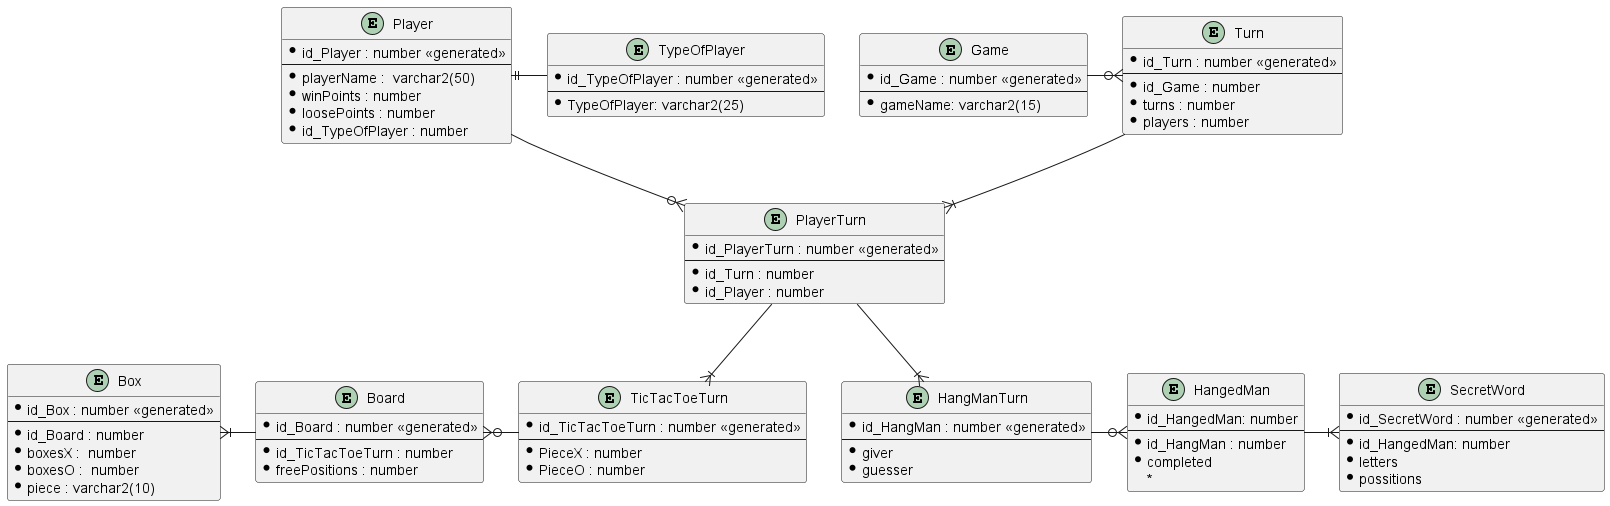 E Player
id_Player : number «generated»
playerName :  varchar2(50)
winPoints : number
loosePoints : number
id_TypeOfPlayer : number
E TypeOfPlayer
id_TypeOfPlayer : number «generated»
TypeOfPlayer: varchar2(25)
E Game
id_Game : number «generated»
gameName: varchar2(15)
E Turn
id_Turn : number «generated»
id_Game : number
turns : number
players : number
E PlayerTurn
id_PlayerTurn : number «generated»
id_Turn : number
id_Player : number
E Box
id_Box : number «generated»
id_Board : number
boxesX :  number
boxesO :  number
piece : varchar2(10)
E Board
id_Board : number «generated»
id_TicTacToeTurn : number
freePositions : number
E TicTacToeTurn
id_TicTacToeTurn : number «generated»
PieceX : number
PieceO : number
E HangManTurn
id_HangMan : number «generated»
giver
guesser
E HangedMan
id_HangedMan: number
id_HangMan : number
completed
*
E SecretWord
id_SecretWord : number «generated»
id_HangedMan: number
letters
possitions